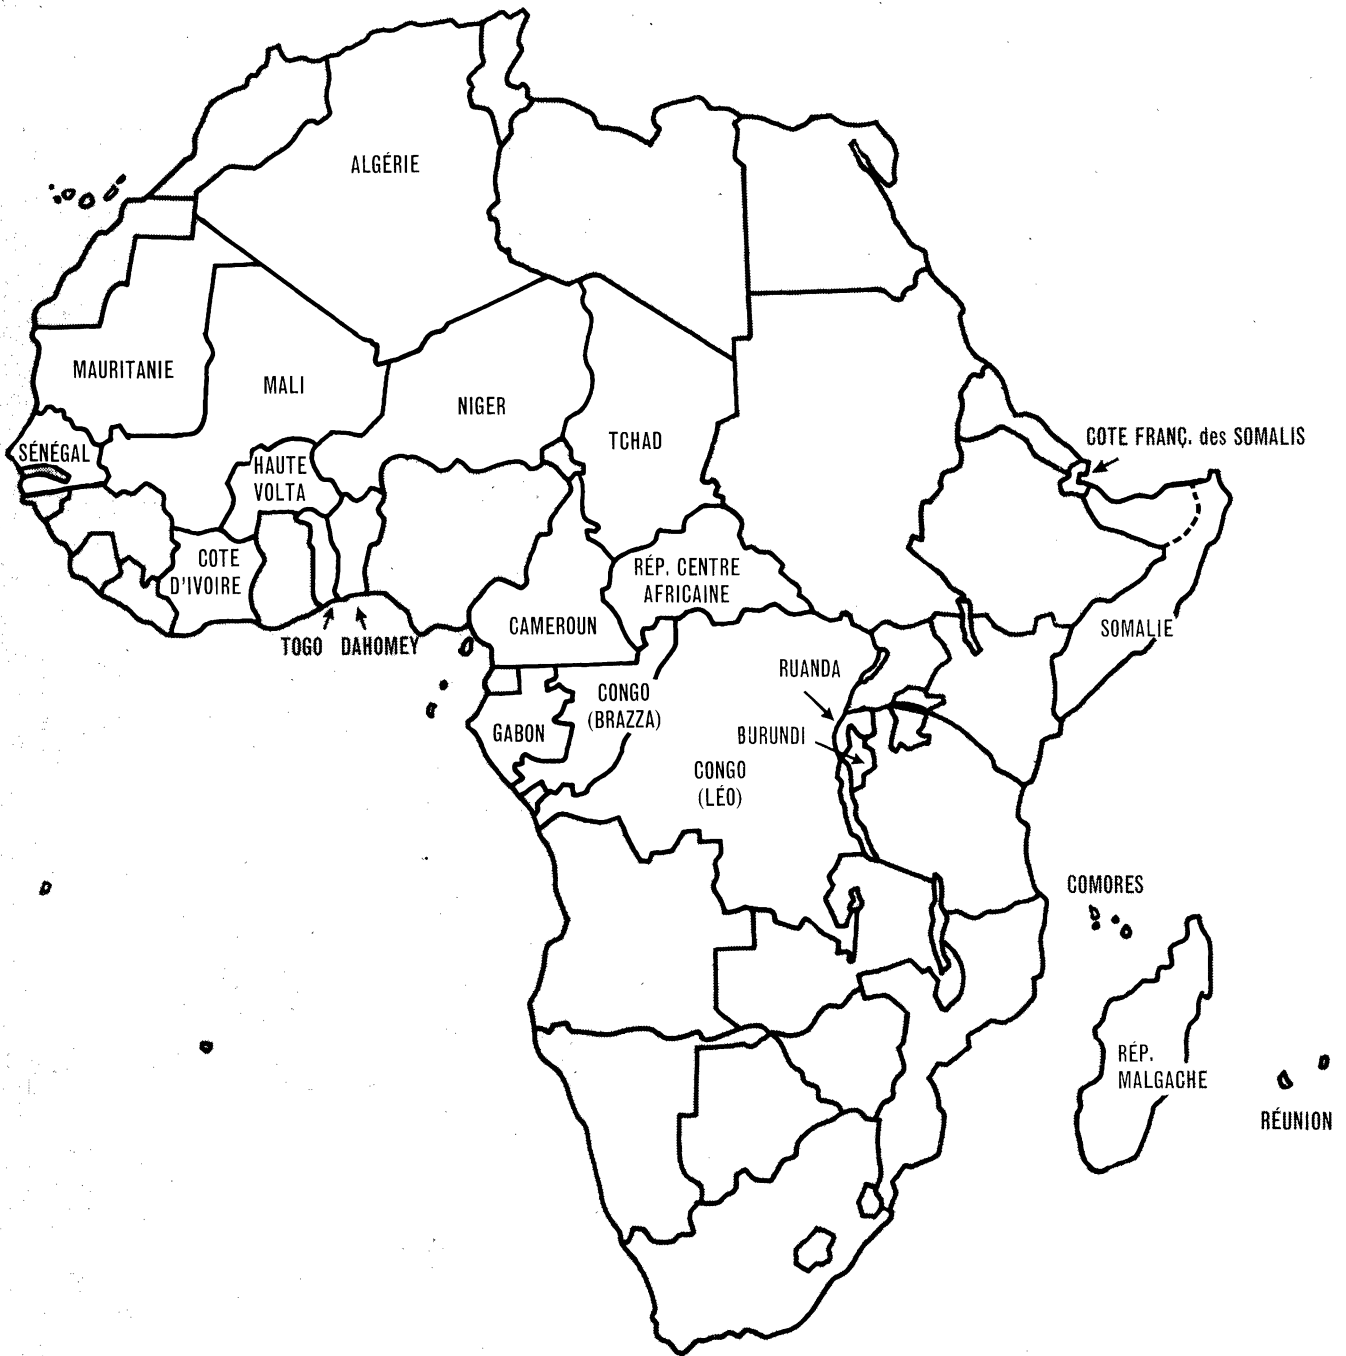 ALGÉRIE
MAURITANIE
MALI
NIGER
TCHAD
COTE FRANÇ. des SOMALIS
SÉNÉGAL
HAUTE
VOLTA
COTE
D'IVOIRE
RÉP. CENTRE
AFRICAINE
CAMEROUN
SOMALIE
TOGO
DAHOMEY
RUANDA
CONGO
(BRAZZA)
GABON
BURUNDI
CONGO
(LÉO)
COMORES
RÉP.
MALGACHE
RÉUNION